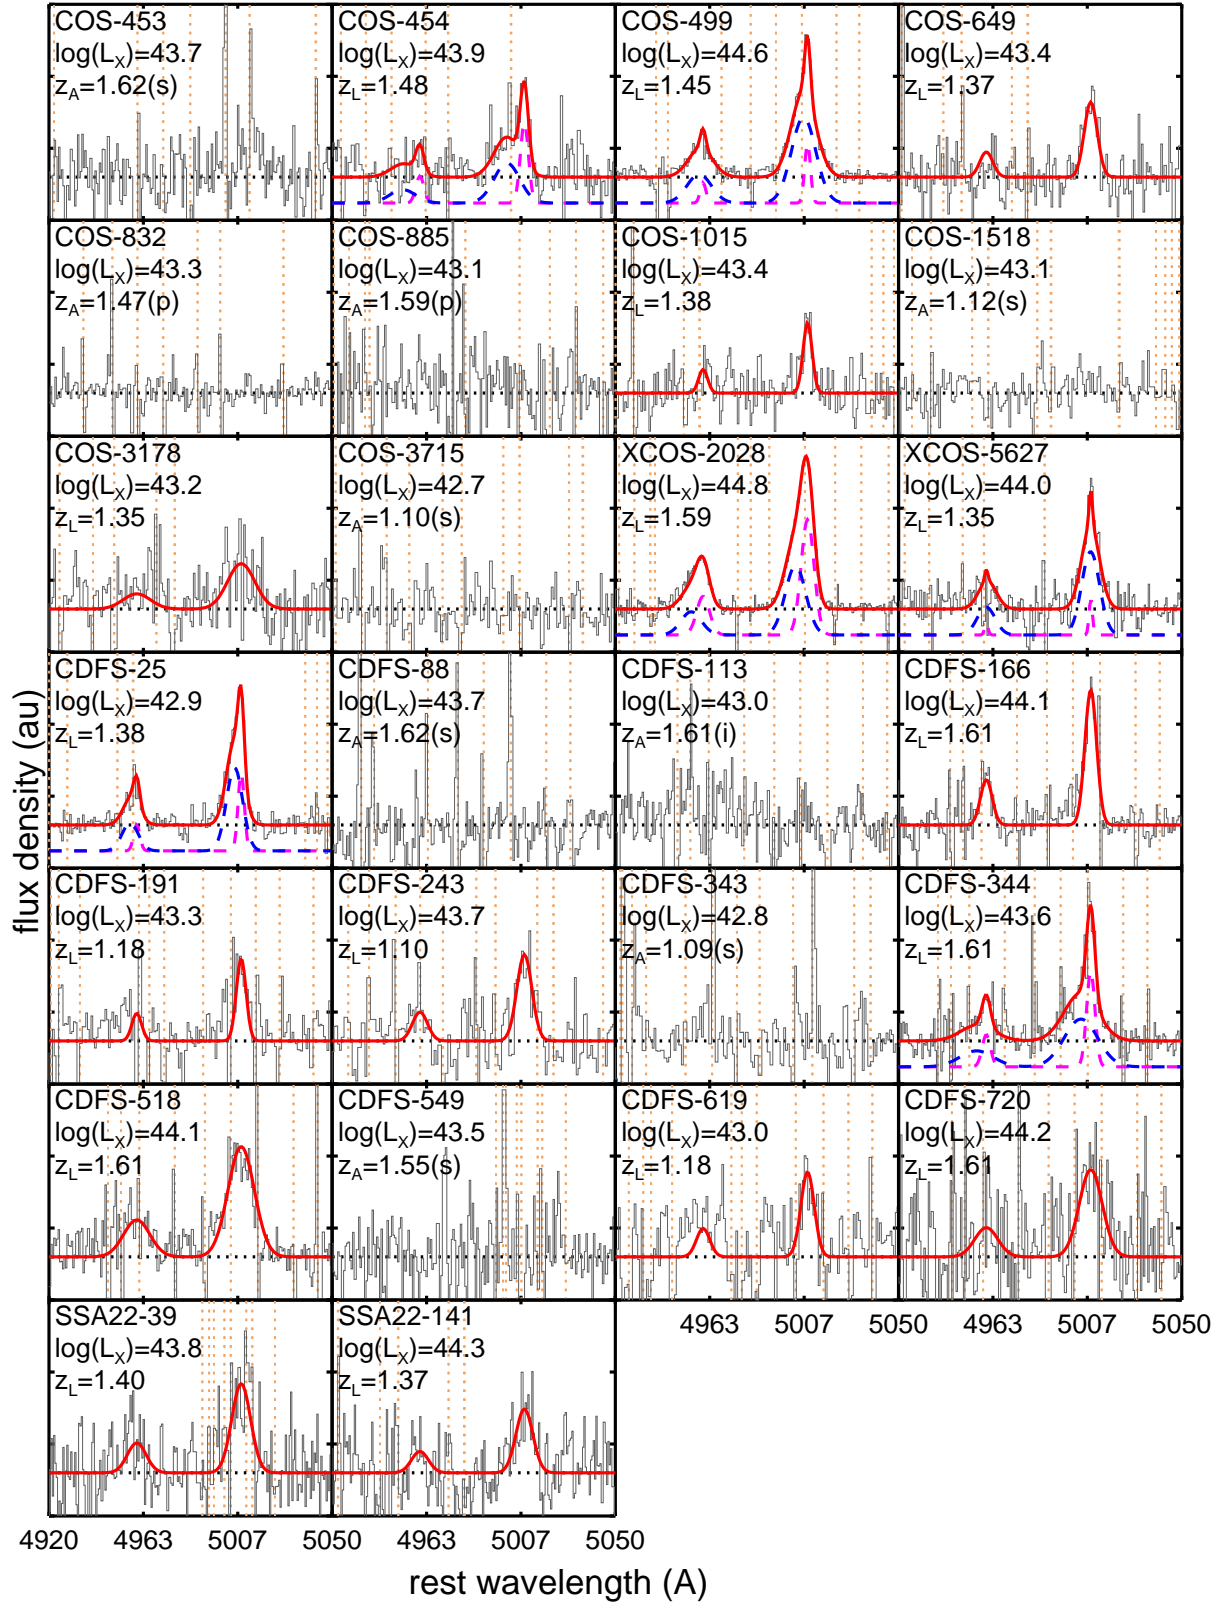 COS-453
log(L_X)=43.7
z_A=1.62(s)
COS-454
log(L_X)=43.9
z_L=1.48
COS-499
log(L_X)=44.6
z_L=1.45
COS-649
log(L_X)=43.4
z_L=1.37
COS-832
log(L_X)=43.3
z_A=1.47(p)
COS-885
log(L_X)=43.1
z_A=1.59(p)
COS-1015
log(L_X)=43.4
z_L=1.38
COS-1518
log(L_X)=43.1
z_A=1.12(s)
COS-3178
log(L_X)=43.2
z_L=1.35
COS-3715
log(L_X)=42.7
z_A=1.10(s)
XCOS-2028
log(L_X)=44.8
z_L=1.59
XCOS-5627
log(L_X)=44.0
z_L=1.35
CDFS-25
log(L_X)=42.9
z_L=1.38
CDFS-88
log(L_X)=43.7
z_A=1.62(s)
CDFS-113
log(L_X)=43.0
z_A=1.61(i)
CDFS-166
log(L_X)=44.1
z_L=1.61
CDFS-191
log(L_X)=43.3
z_L=1.18
CDFS-243
log(L_X)=43.7
z_L=1.10
CDFS-343
log(L_X)=42.8
z_A=1.09(s)
CDFS-344
log(L_X)=43.6
z_L=1.61
CDFS-518
log(L_X)=44.1
z_L=1.61
CDFS-549
log(L_X)=43.5
z_A=1.55(s)
CDFS-619
log(L_X)=43.0
z_L=1.18
CDFS-720
log(L_X)=44.2
z_L=1.61
SSA22-39
log(L_X)=43.8
z_L=1.40
SSA22-141
log(L_X)=44.3
z_L=1.37
4963 5007 5050 4963 5007 5050
4920 4963 5007 5050 4963 5007 5050
rest wavelength (A)
flux density (au)